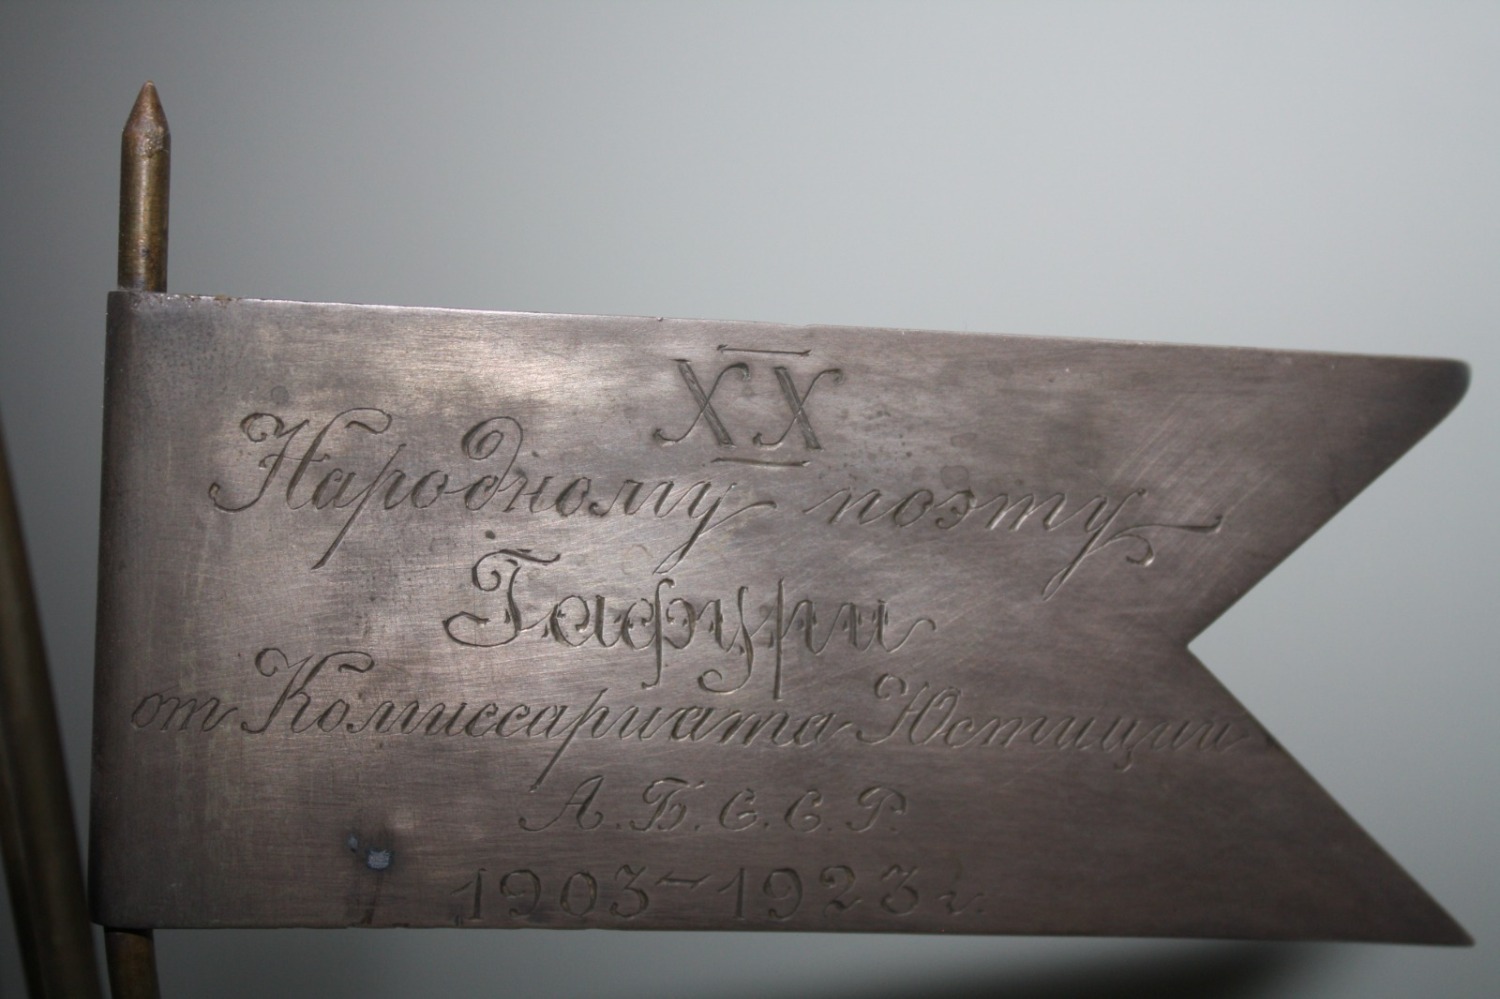 XX
Народному поэту
Гафури
от Комиссариата Юстиции
А.Б.С.С.Р.
1903-1923 г.